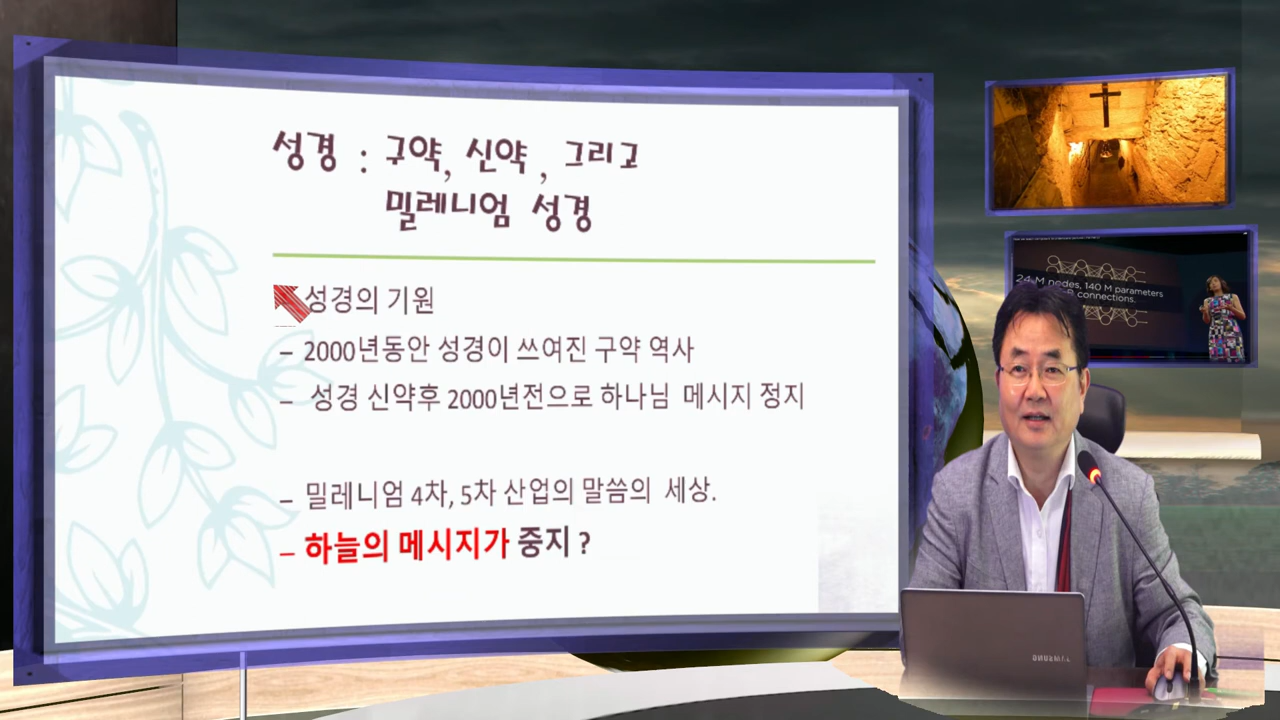 성경 : 구약, 신약 , 그리고
밀레니엄 성경
성경의 기원
– 2000년동안 성경이 쓰여진 구약 역사
– 성경 신약후 2000년전으로 하나님 메시지 정지
– 밀레니엄 4차, 5차 산업의 말씀의 세상.
– 하늘의 메시지가 중지 ?
24 M nodes, 140 M parameters
B connections.